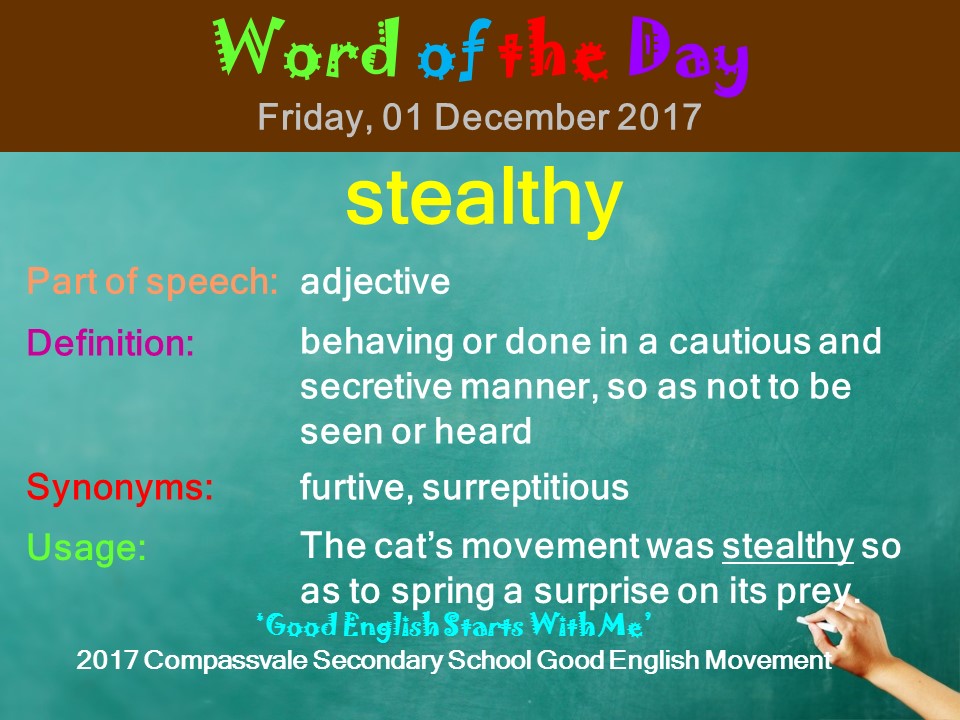 Word of the Day
Friday, 01 December 2017
stealthy
Part of speech: adjective
Definition: behaving or done in a cautious and
secretive manner, so as not to be
seen or heard
Synonyms: furtive, surreptitious
Usage: The cat’s movement was stealthy so
as to spring a surprise on its prey.
‘Good English Starts With Me’
2017 Compassvale Secondary School Good English Movement